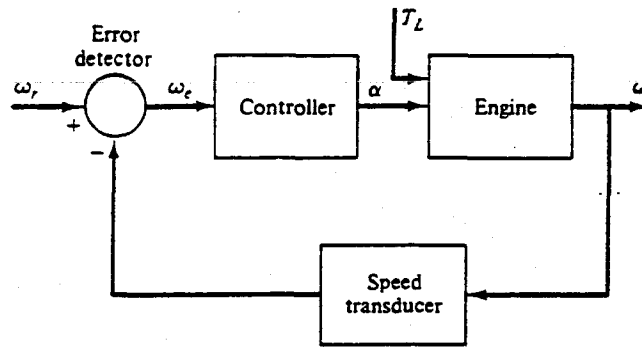 Error
detector
T_L
ω_r
+
−
ω_e
Controller
α
Engine
ω
Speed
transducer